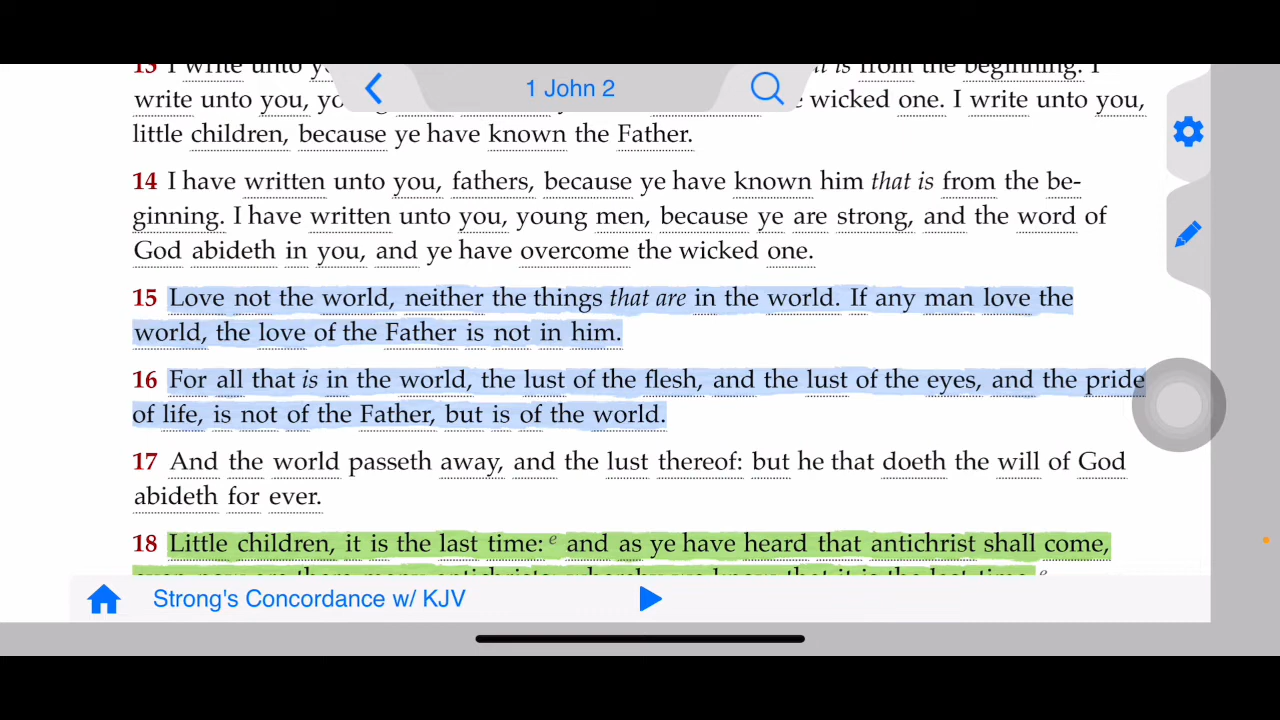 13 I write unto from the beginning. I
1 John 2
write unto you, wicked one. I write unto you,
little children, because ye have known the Father.
14 I have written unto you, fathers, because ye have known him that is from the be-
ginning. I have written unto you, young men, because ye are strong, and the word of
God abideth in you, and ye have overcome the wicked one.
15 Love not the world, neither the things that are in the world. If any man love the
world, the love of the Father is not in him.
16 For all that is in the world, the lust of the flesh, and the lust of the eyes, and the pride
of life, is not of the Father, but is of the world.
17 And the world passeth away, and the lust thereof: but he that doeth the will of God
abideth for ever.
18 Little children, it is the last time: e and as ye have heard that antichrist shall come,
Strong's Concordance w/ KJV